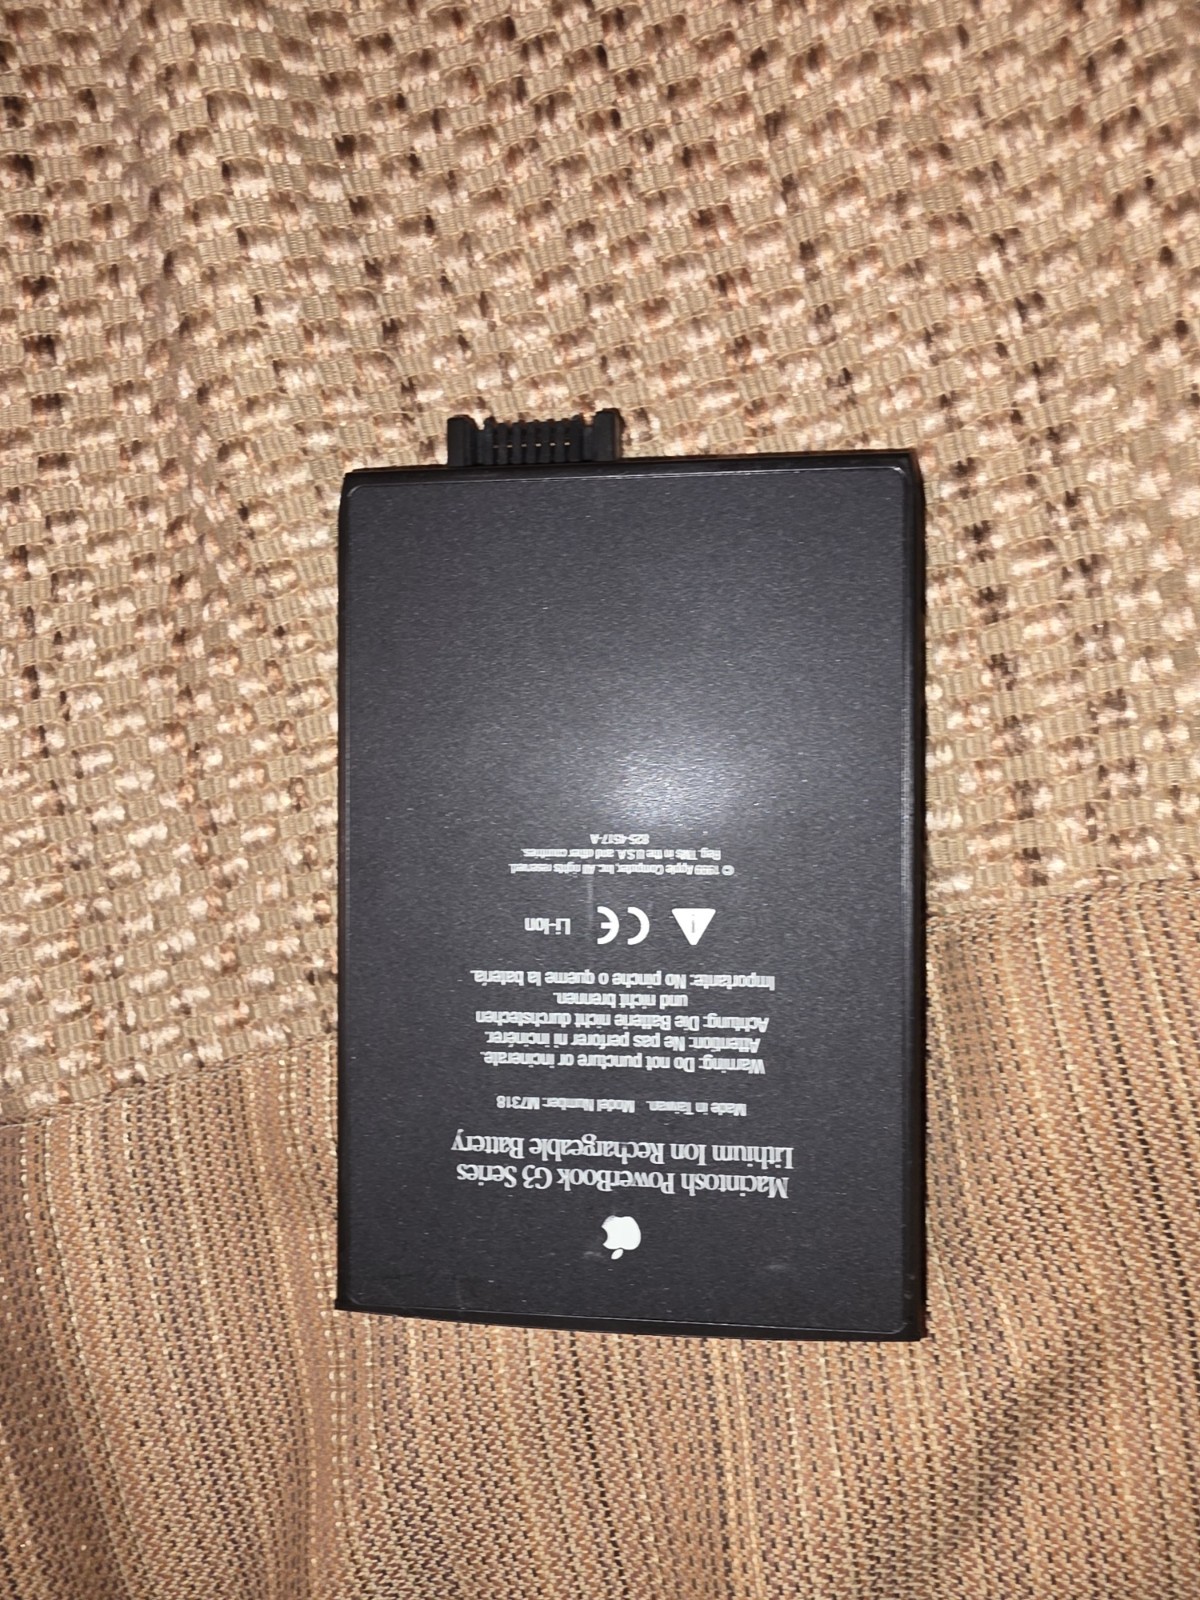 Macintosh PowerBook G3 Series
Lithium Ion Rechargeable Battery
Made in Taiwan. Model Number: M7318
Warning: Do not puncture or incinerate.
Attention: Ne pas perforer ni incinérer.
Achtung: Die Batterie nicht durchstechen
und nicht brennen.
Importante: No pinche o queme la batería.
CE Li-Ion
© 1999 Apple Computer, Inc. All rights reserved.
Reg. TMs in the U.S.A. and other countries.
825-4517-A